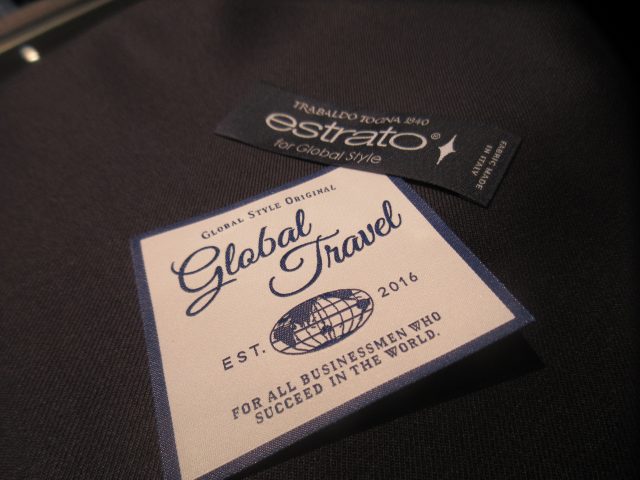 TRABALDO TOGNA 1840
estrato®
for Global Style
FABRIC MADE
IN ITALY
GLOBAL STYLE ORIGINAL
Global
Travel
EST. 2016
FOR ALL BUSINESSMEN WHO
SUCCEED IN THE WORLD.